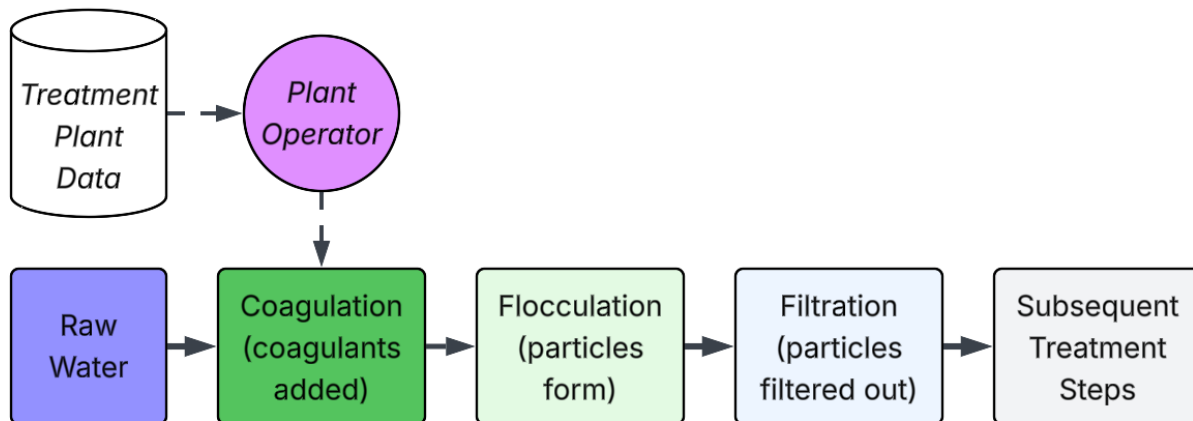 Treatment
Plant
Data
Plant
Operator
Raw
Water
Coagulation
(coagulants
added)
Flocculation
(particles
form)
Filtration
(particles
filtered out)
Subsequent
Treatment
Steps